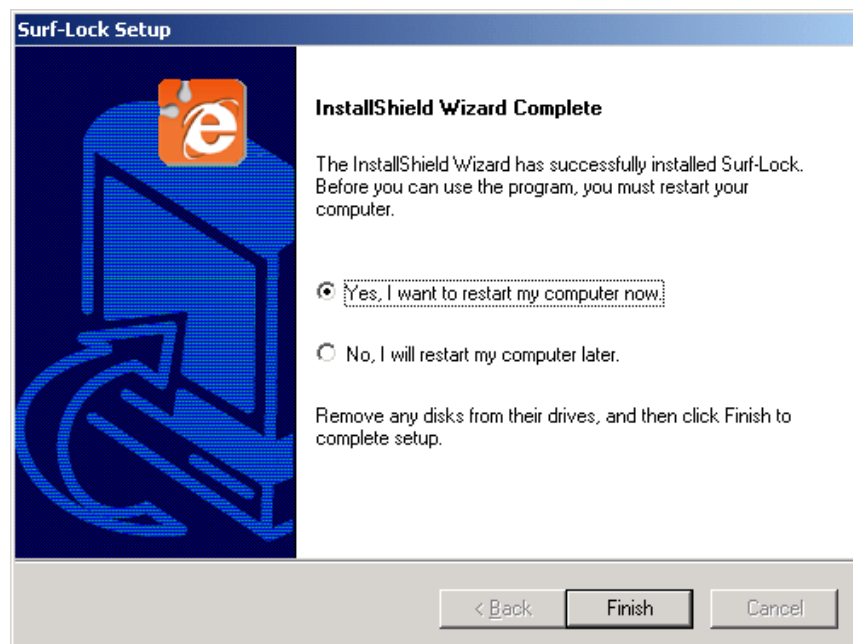 Surf-Lock Setup
InstallShield Wizard Complete
The InstallShield Wizard has successfully installed Surf-Lock.
Before you can use the program, you must restart your
computer.
Yes, I want to restart my computer now.
No, I will restart my computer later.
Remove any disks from their drives, and then click Finish to
complete setup.
< Back
Finish
Cancel